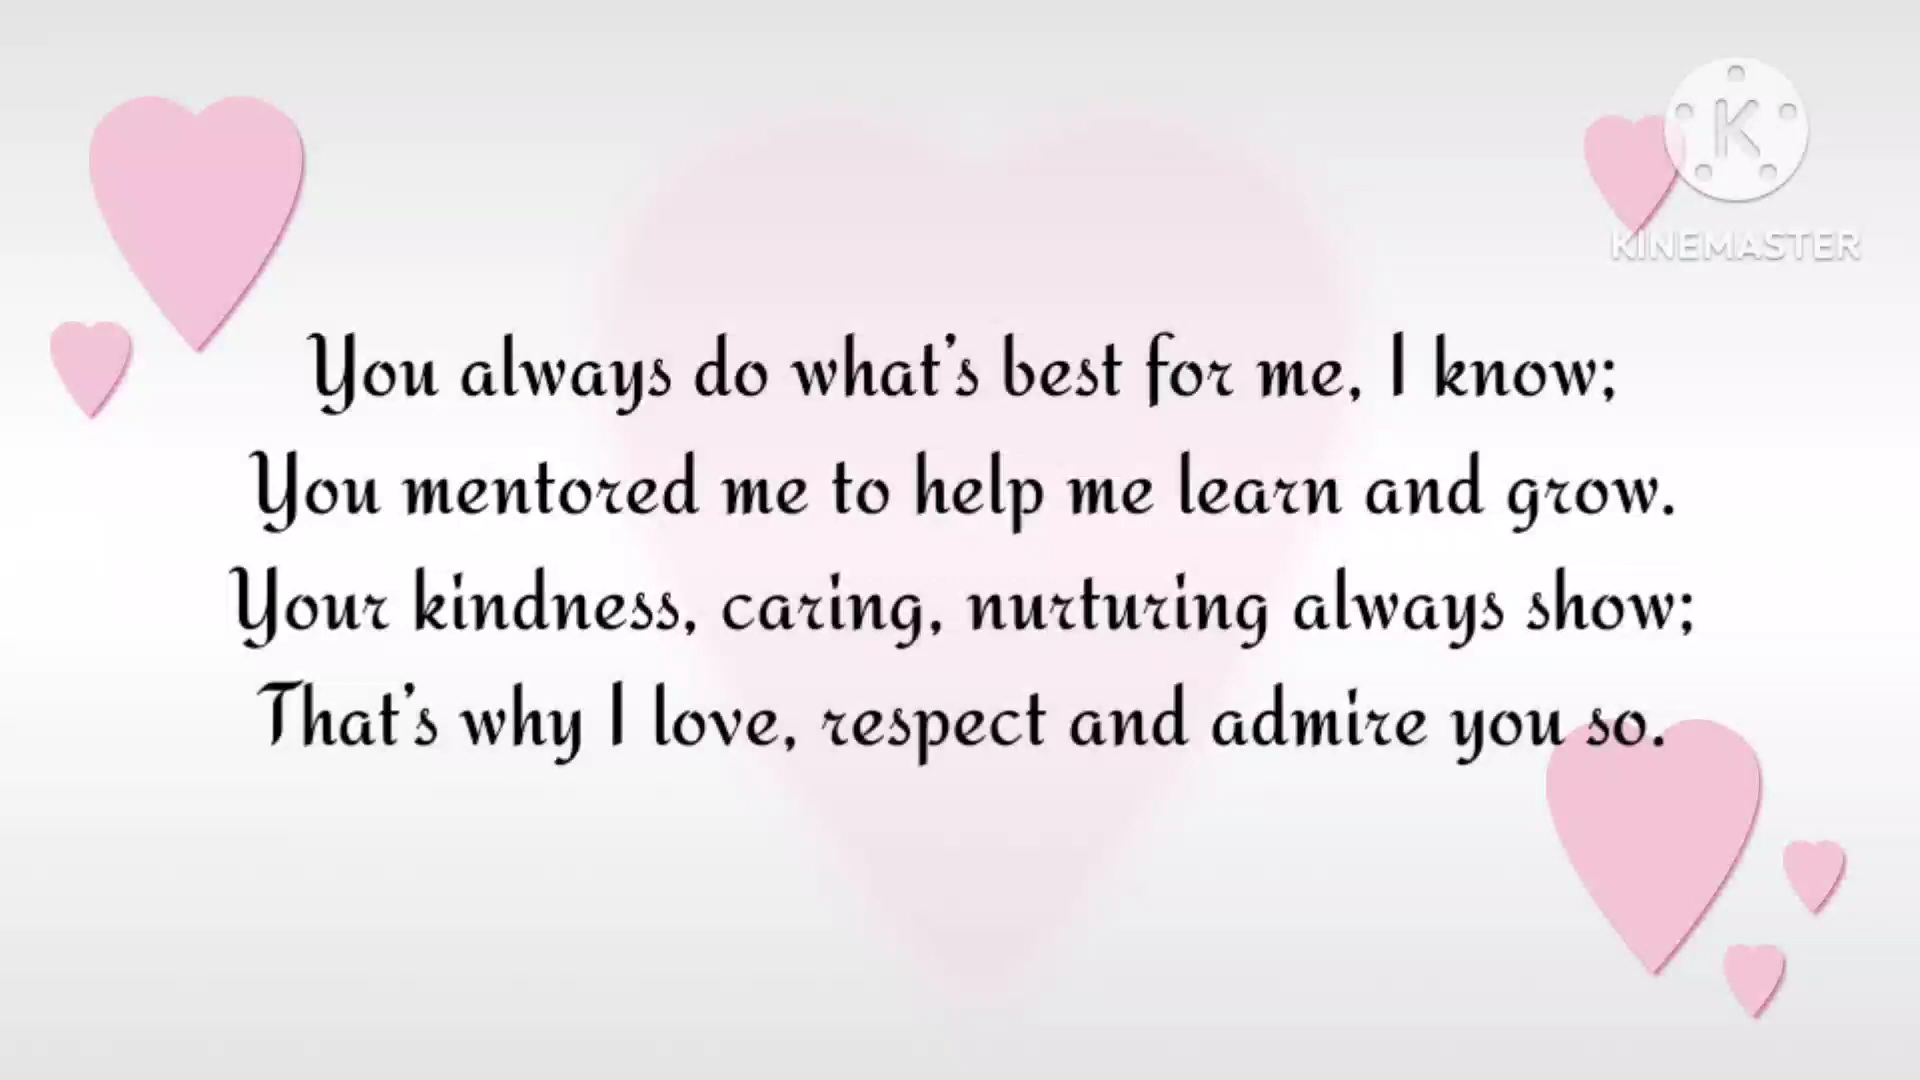 K
KINEMASTER
You always do what's best for me, I know;
You mentored me to help me learn and grow.
Your kindness, caring, nurturing always show;
That's why I love, respect and admire you so.